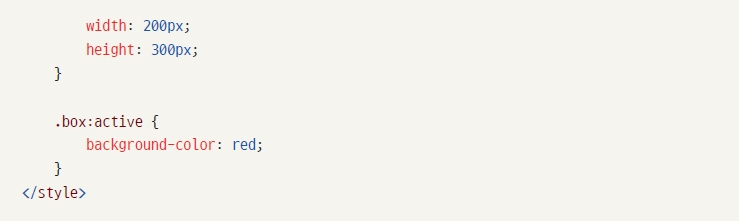 width: 200px;
        height: 300px;
    }

    .box:active {
        background-color: red;
    }
</style>